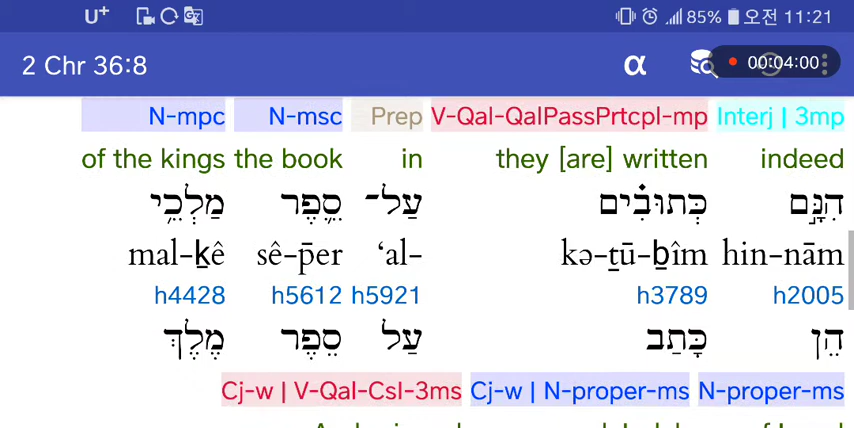 U+ 85% 오전 11:21
2 Chr 36:8 α 00:04:00
N-mpc N-msc Prep V-Qal-QalPassPrtcpl-mp Interj | 3mp
of the kings the book in they [are] written indeed
הִנָּ֣ם כְּתוּבִ֗ים עַל־ סֵ֥פֶר מַלְכֵ֥י
mal-ḵê sê-p̄er ‘al- kə-ṯū-ḇîm hin-nām
h4428 h5612 h5921 h3789 h2005
הֵן כָּתַב עַל סֵפֶר מֶלֶךְ
Cj-w | V-Qal-CsI-3ms Cj-w | N-proper-ms N-proper-ms